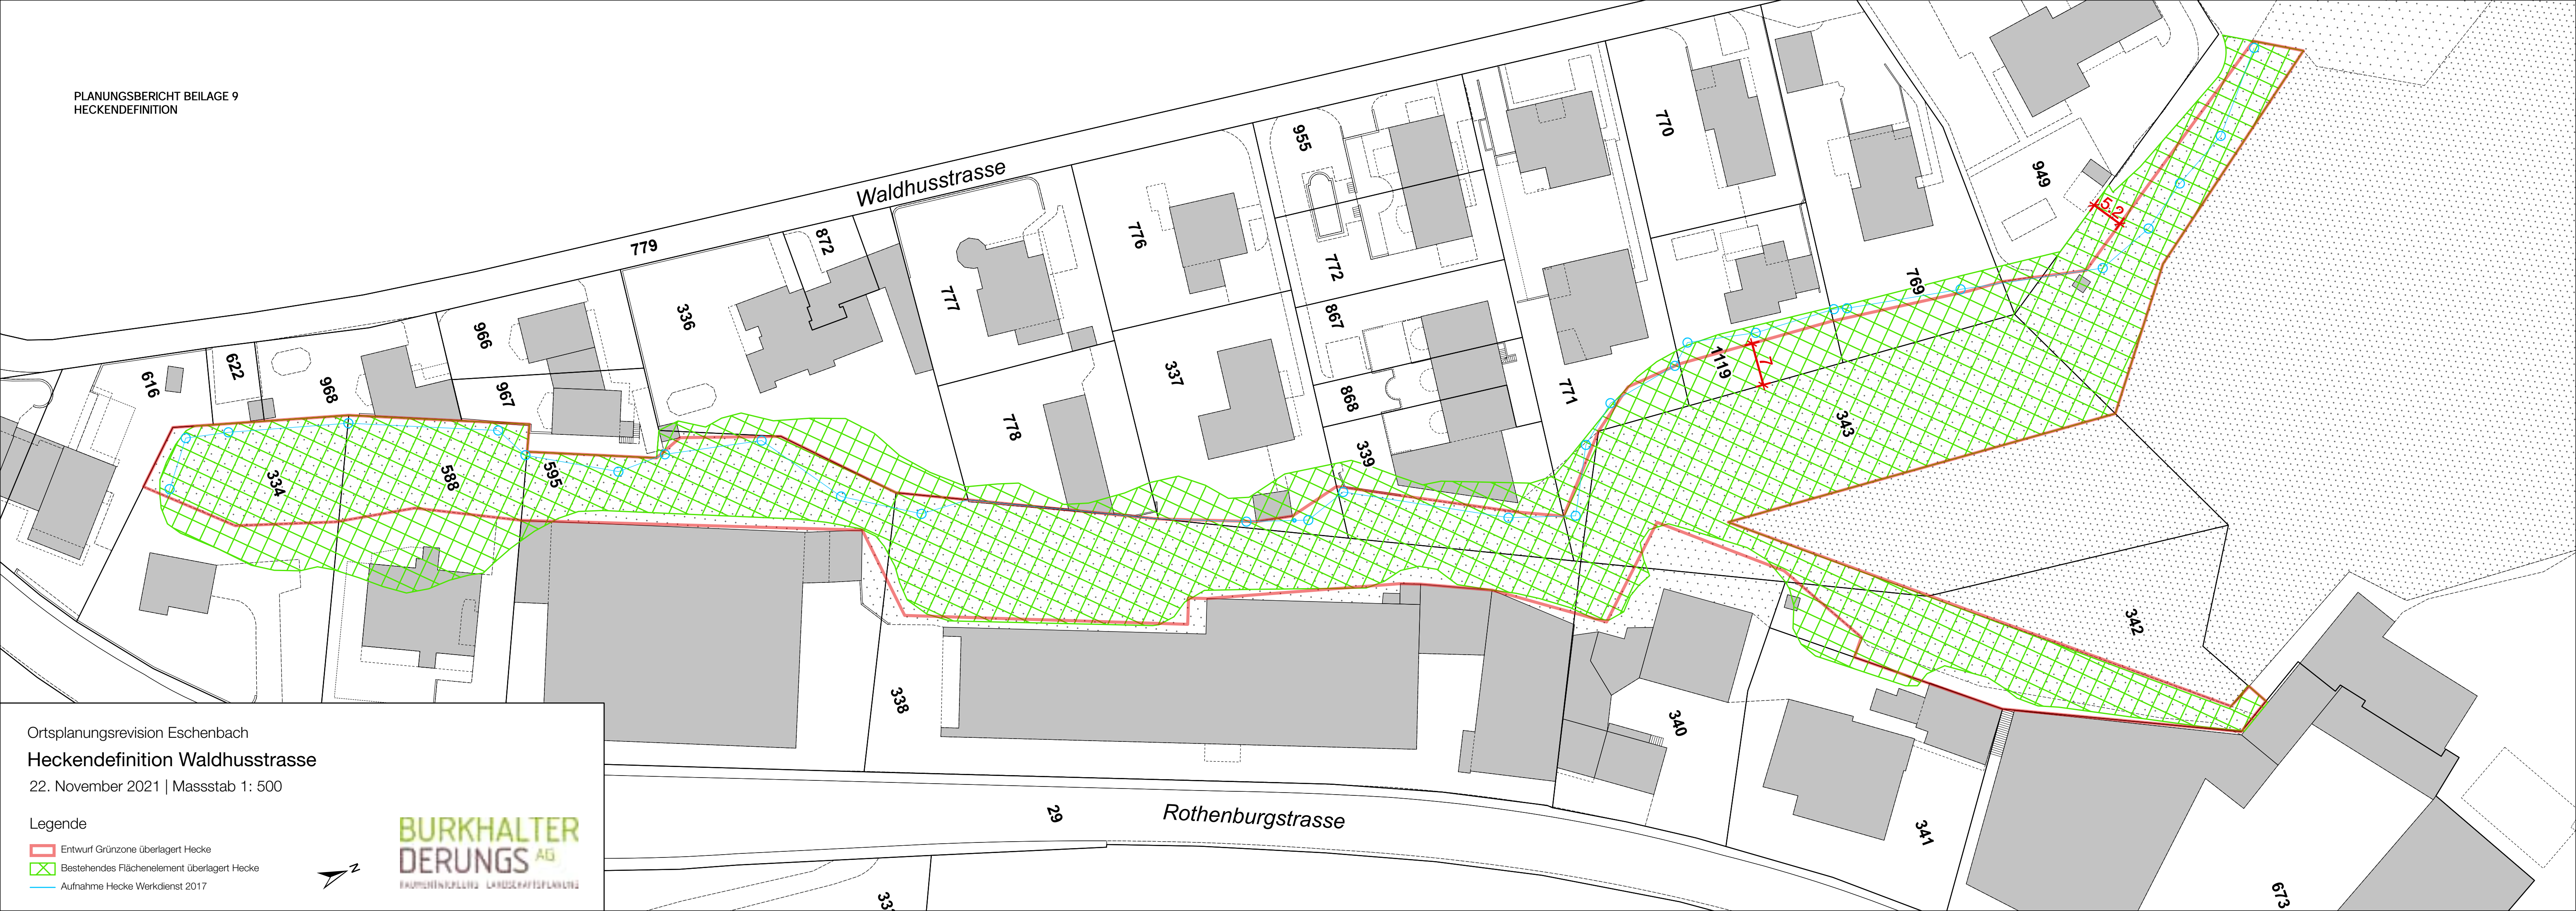 PLANUNGSBERICHT BEILAGE 9
HECKENDEFINITION
Waldhusstrasse
779
872
955
770
949
776
777
336
772
769
966
622
616
968
967
867
337
868
771
1119
778
339
343
334
588
595
5.2
7
342
338
340
341
29
Rothenburgstrasse
673
Ortsplanungsrevision Eschenbach
Heckendefinition Waldhusstrasse
22. November 2021 | Massstab 1: 500
Legende
Entwurf Grünzone überlagert Hecke
Bestehendes Flächenelement überlagert Hecke
Aufnahme Hecke Werkdienst 2017
N
BURKHALTER
DERUNGS AG
RAUMENTWICKLUNG LANDSCHAFTSPLANUNG